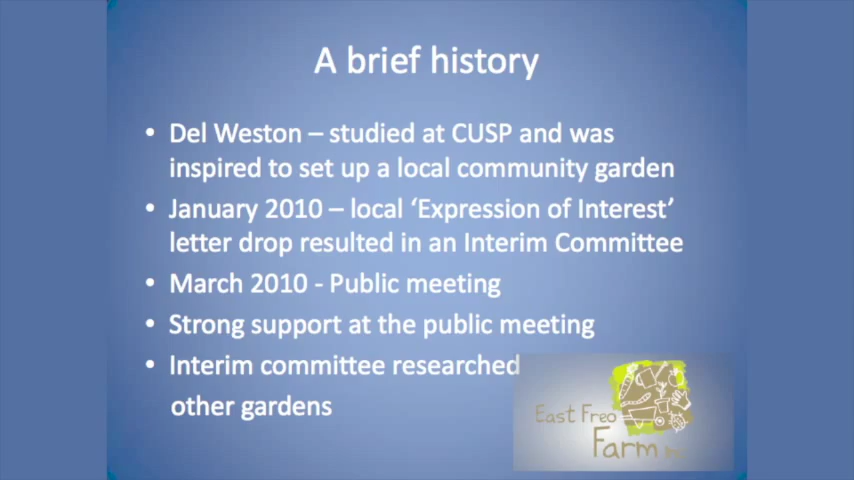 A brief history
• Del Weston – studied at CUSP and was
inspired to set up a local community garden
• January 2010 – local ‘Expression of Interest’
letter drop resulted in an Interim Committee
• March 2010 - Public meeting
• Strong support at the public meeting
• Interim committee researched
other gardens
East Freo
Farm